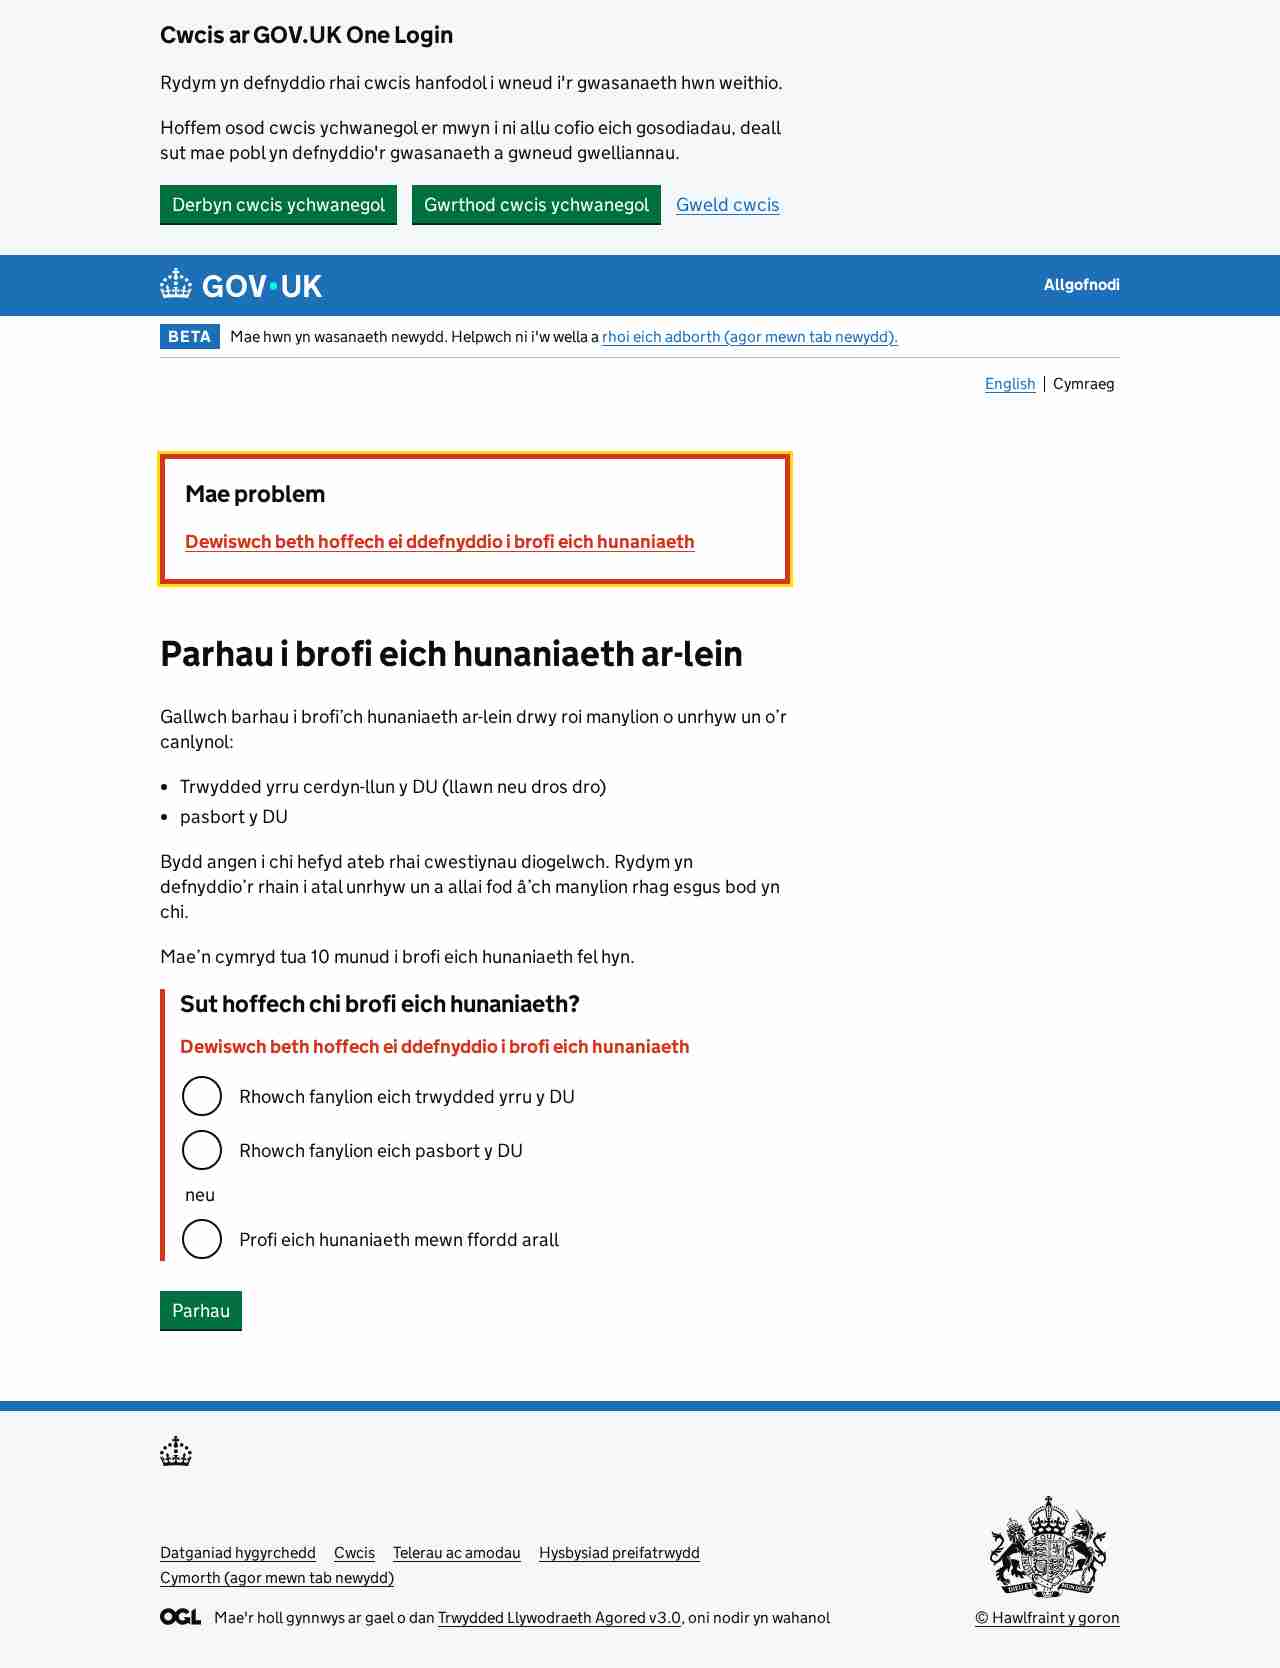 Cwcis ar GOV.UK One Login
Rydym yn defnyddio rhai cwcis hanfodol i wneud i'r gwasanaeth hwn weithio.
Hoffem osod cwcis ychwanegol er mwyn i ni allu cofio eich gosodiadau, deall
sut mae pobl yn defnyddio'r gwasanaeth a gwneud gwelliannau.
Derbyn cwcis ychwanegol Gwrthod cwcis ychwanegol Gweld cwcis
GOV·UK Allgofnodi
BETA Mae hwn yn wasanaeth newydd. Helpwch ni i'w wella a rhoi eich adborth (agor mewn tab newydd).
English Cymraeg
Mae problem
Dewiswch beth hoffech ei ddefnyddio i brofi eich hunaniaeth
Parhau i brofi eich hunaniaeth ar-lein
Gallwch barhau i brofi’ch hunaniaeth ar-lein drwy roi manylion o unrhyw un o’r
canlynol:
• Trwydded yrru cerdyn-llun y DU (llawn neu dros dro)
• pasbort y DU
Bydd angen i chi hefyd ateb rhai cwestiynau diogelwch. Rydym yn
defnyddio’r rhain i atal unrhyw un a allai fod â’ch manylion rhag esgus bod yn
chi.
Mae’n cymryd tua 10 munud i brofi eich hunaniaeth fel hyn.
Sut hoffech chi brofi eich hunaniaeth?
Dewiswch beth hoffech ei ddefnyddio i brofi eich hunaniaeth
Rhowch fanylion eich trwydded yrru y DU
Rhowch fanylion eich pasbort y DU
neu
Profi eich hunaniaeth mewn ffordd arall
Parhau
Datganiad hygyrchedd Cwcis Telerau ac amodau Hysbysiad preifatrwydd
Cymorth (agor mewn tab newydd)
OGL Mae'r holl gynnwys ar gael o dan Trwydded Llywodraeth Agored v3.0, oni nodir yn wahanol
© Hawlfraint y goron